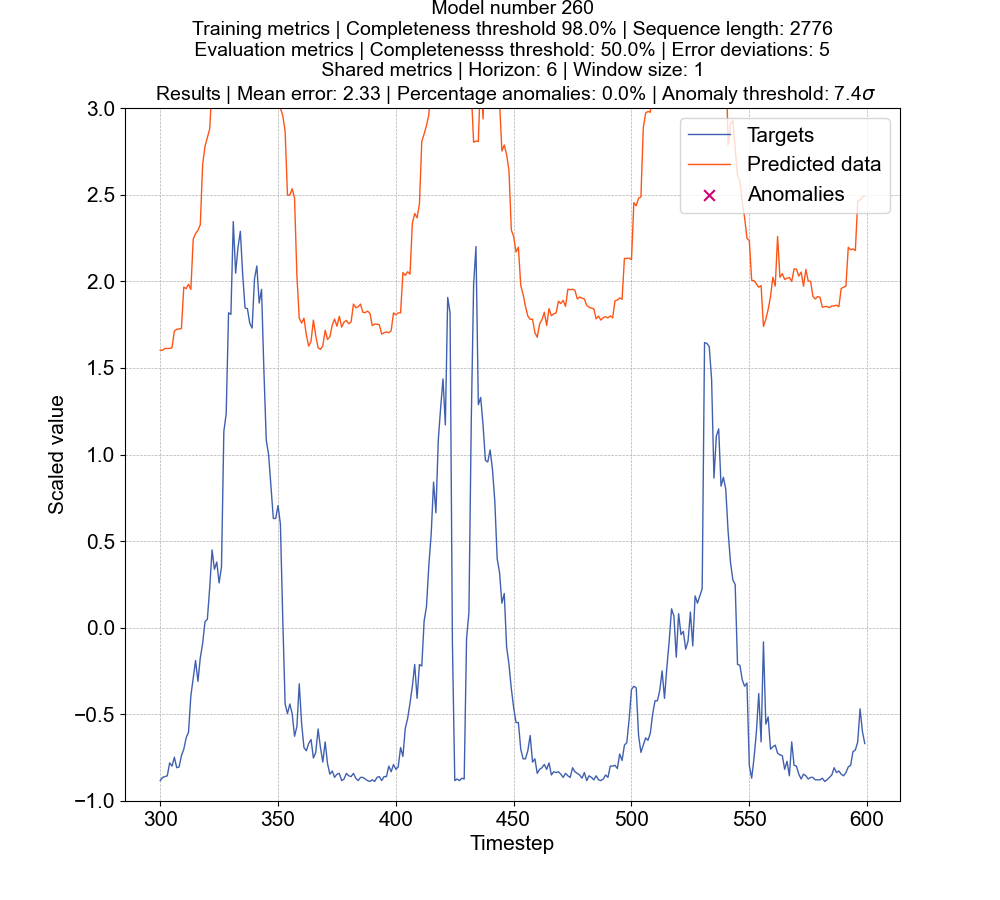 Model number 260
Training metrics | Completeness threshold 98.0% | Sequence length: 2776
Evaluation metrics | Completenesss threshold: 50.0% | Error deviations: 5
Shared metrics | Horizon: 6 | Window size: 1
Results | Mean error: 2.33 | Percentage anomalies: 0.0% | Anomaly threshold: 7.4σ
3.0
2.5
2.0
1.5
1.0
0.5
0.0
−0.5
−1.0
Scaled value
Targets
Predicted data
Anomalies
300 350 400 450 500 550 600
Timestep